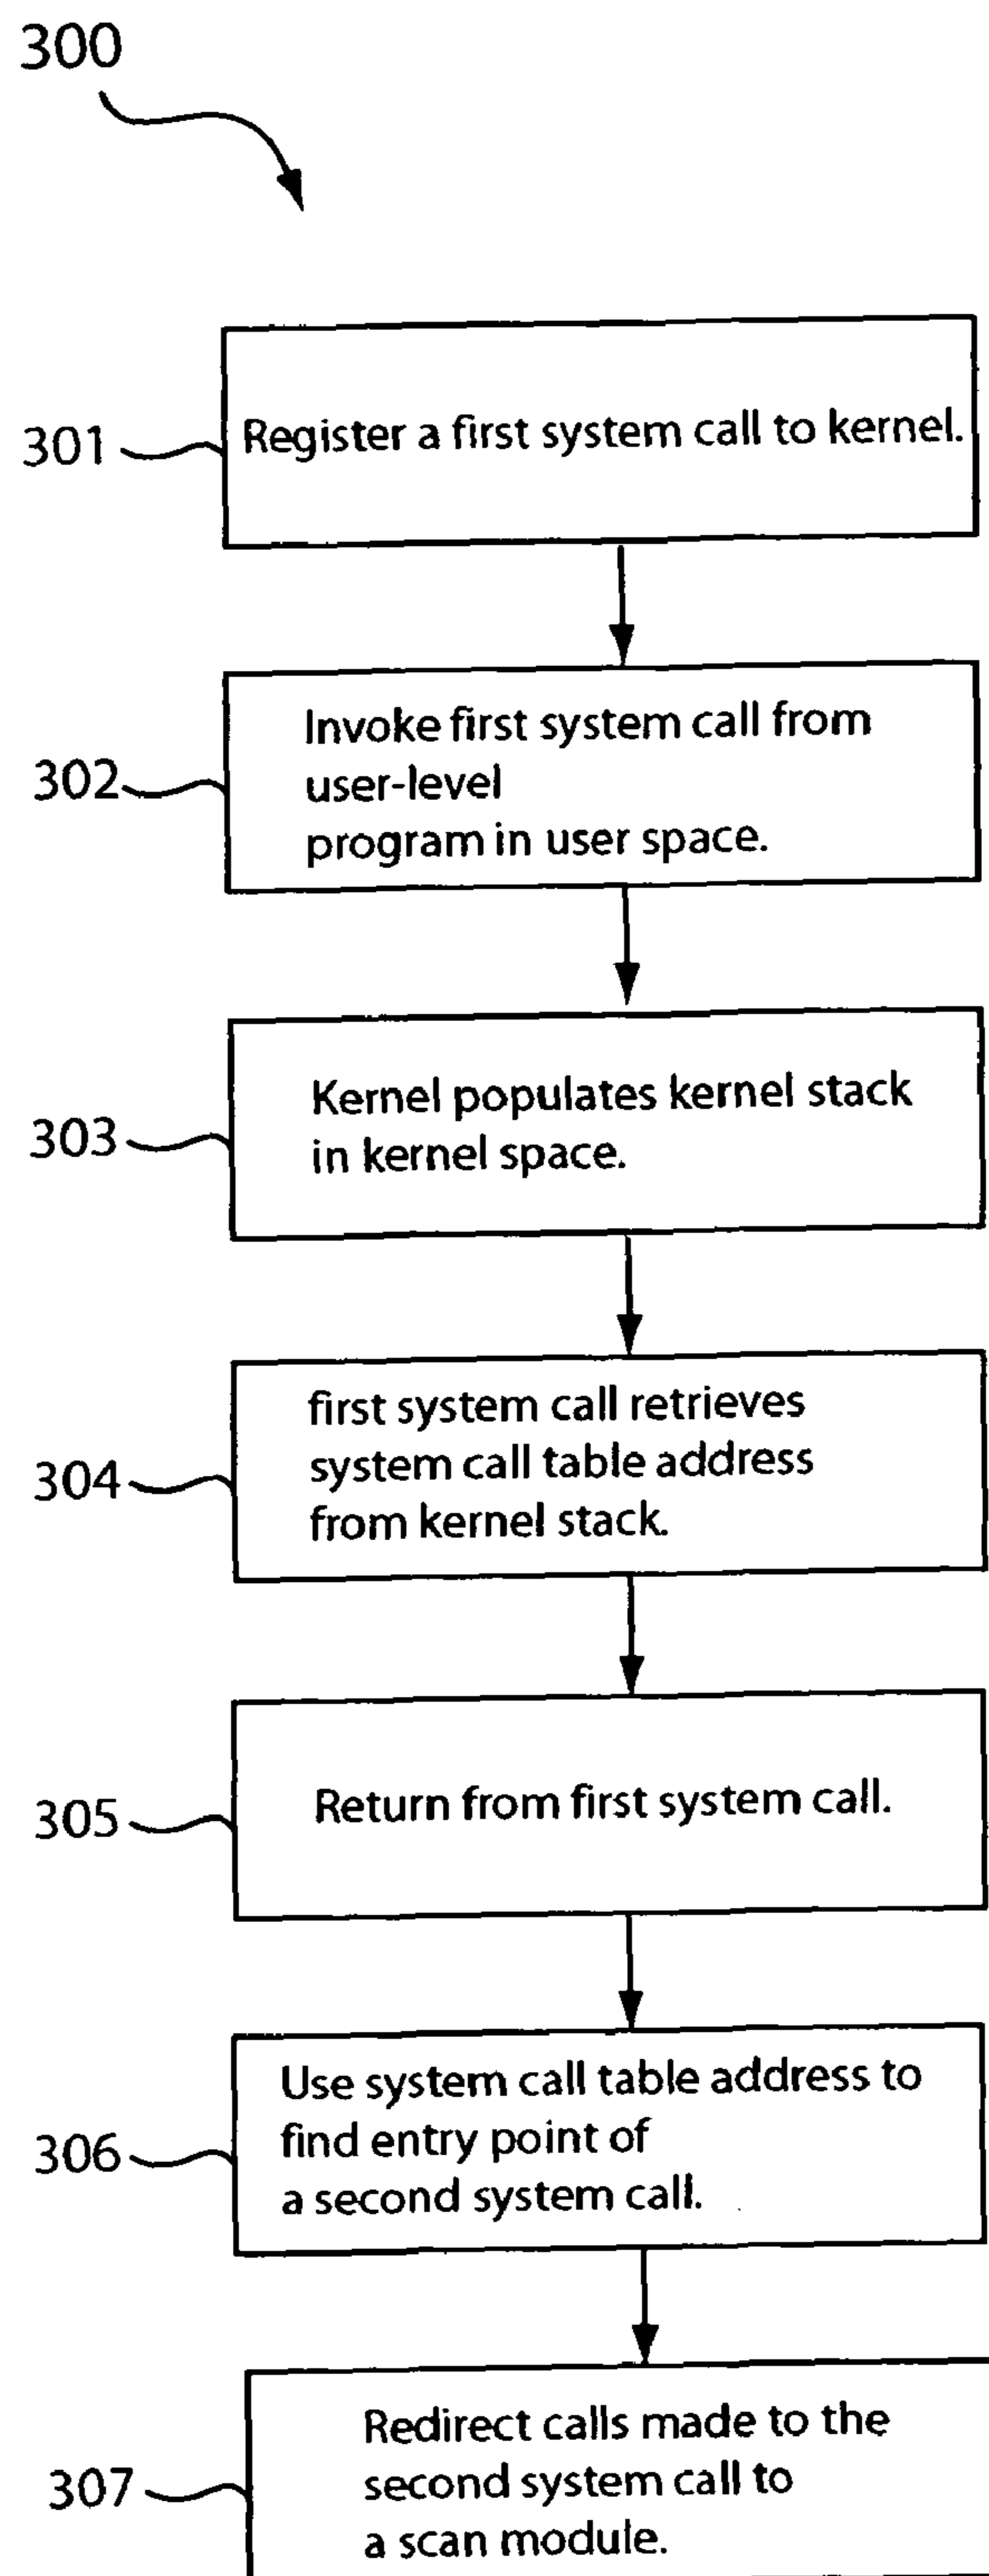 300
301
Register a first system call to kernel.
302
Invoke first system call from
user-level
program in user space.
303
Kernel populates kernel stack
in kernel space.
304
first system call retrieves
system call table address
from kernel stack.
305
Return from first system call.
306
Use system call table address to
find entry point of
a second system call.
307
Redirect calls made to the
second system call to
a scan module.